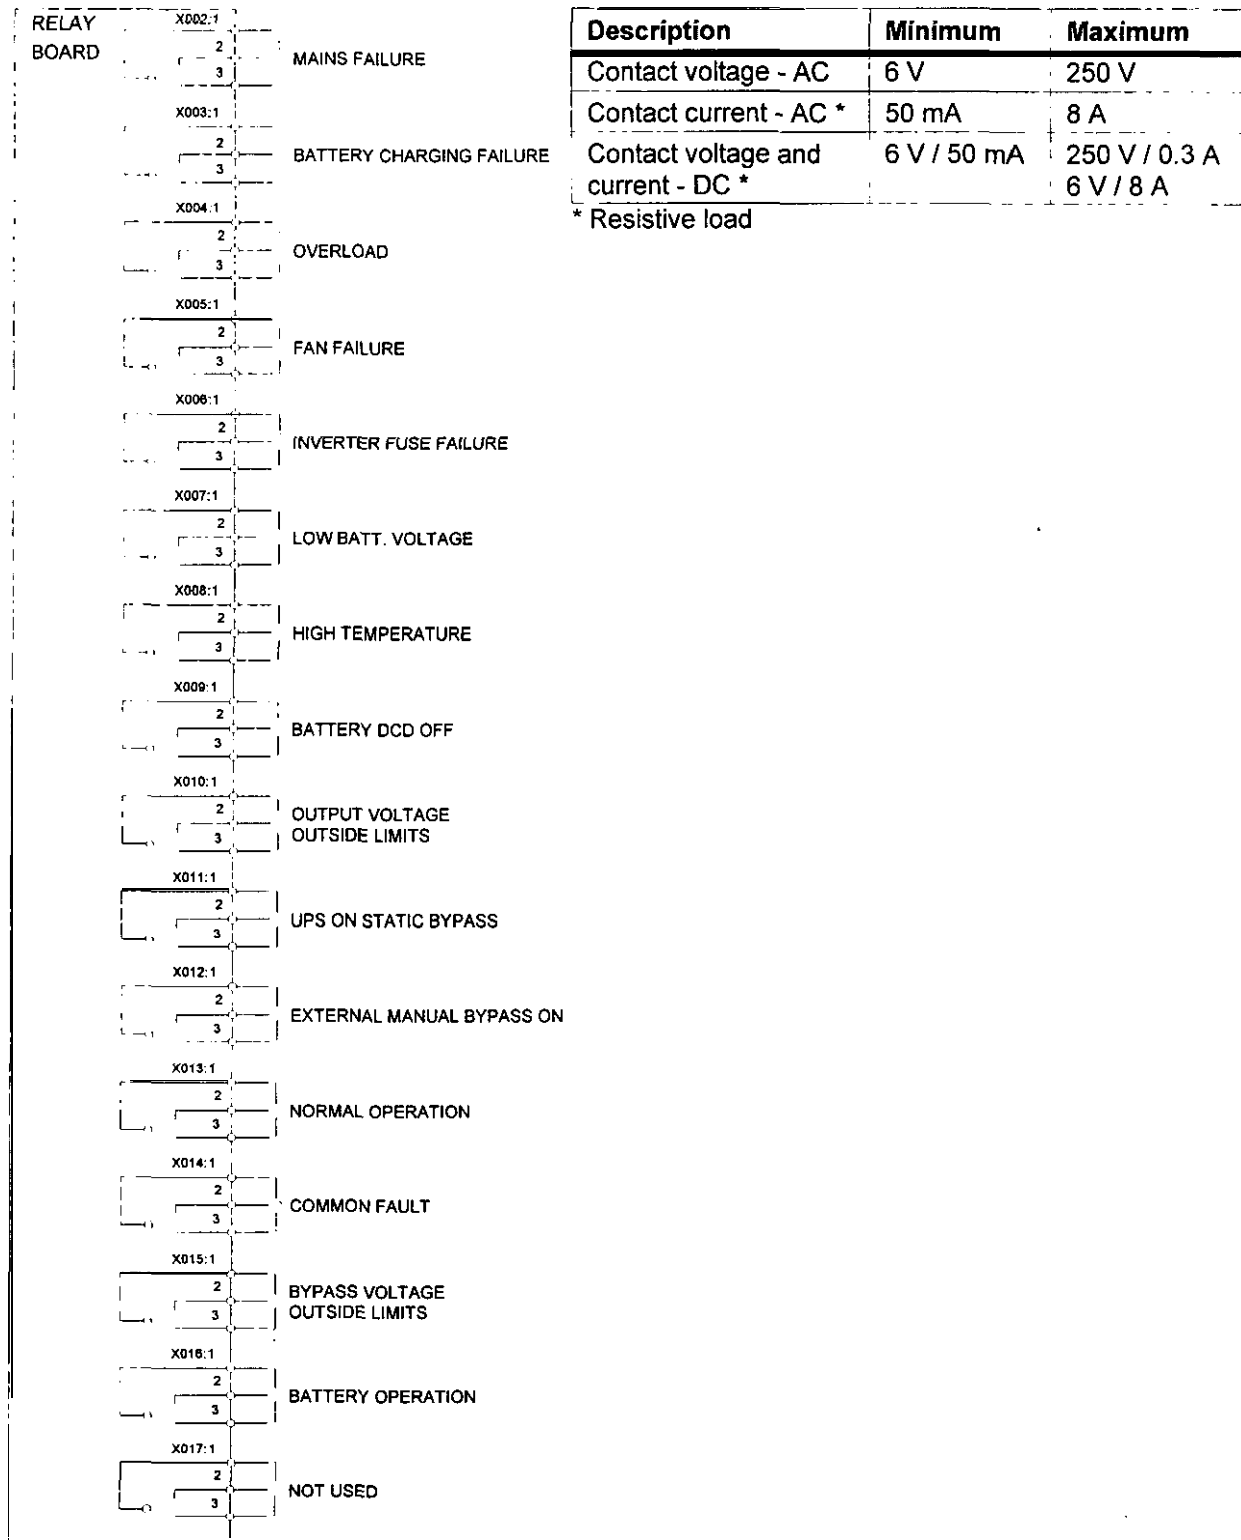 RELAY
BOARD
X002:1
2
3
MAINS FAILURE
X003:1
2
3
BATTERY CHARGING FAILURE
X004:1
2
3
OVERLOAD
X005:1
2
3
FAN FAILURE
X006:1
2
3
INVERTER FUSE FAILURE
X007:1
2
3
LOW BATT. VOLTAGE
X008:1
2
3
HIGH TEMPERATURE
X009:1
2
3
BATTERY DCD OFF
X010:1
2
3
OUTPUT VOLTAGE
OUTSIDE LIMITS
X011:1
2
3
UPS ON STATIC BYPASS
X012:1
2
3
EXTERNAL MANUAL BYPASS ON
X013:1
2
3
NORMAL OPERATION
X014:1
2
3
COMMON FAULT
X015:1
2
3
BYPASS VOLTAGE
OUTSIDE LIMITS
X016:1
2
3
BATTERY OPERATION
X017:1
2
3
NOT USED
Description Minimum Maximum
Contact voltage - AC 6 V 250 V
Contact current - AC * 50 mA 8 A
Contact voltage and 6 V / 50 mA 250 V / 0.3 A
current - DC * 6 V / 8 A
* Resistive load